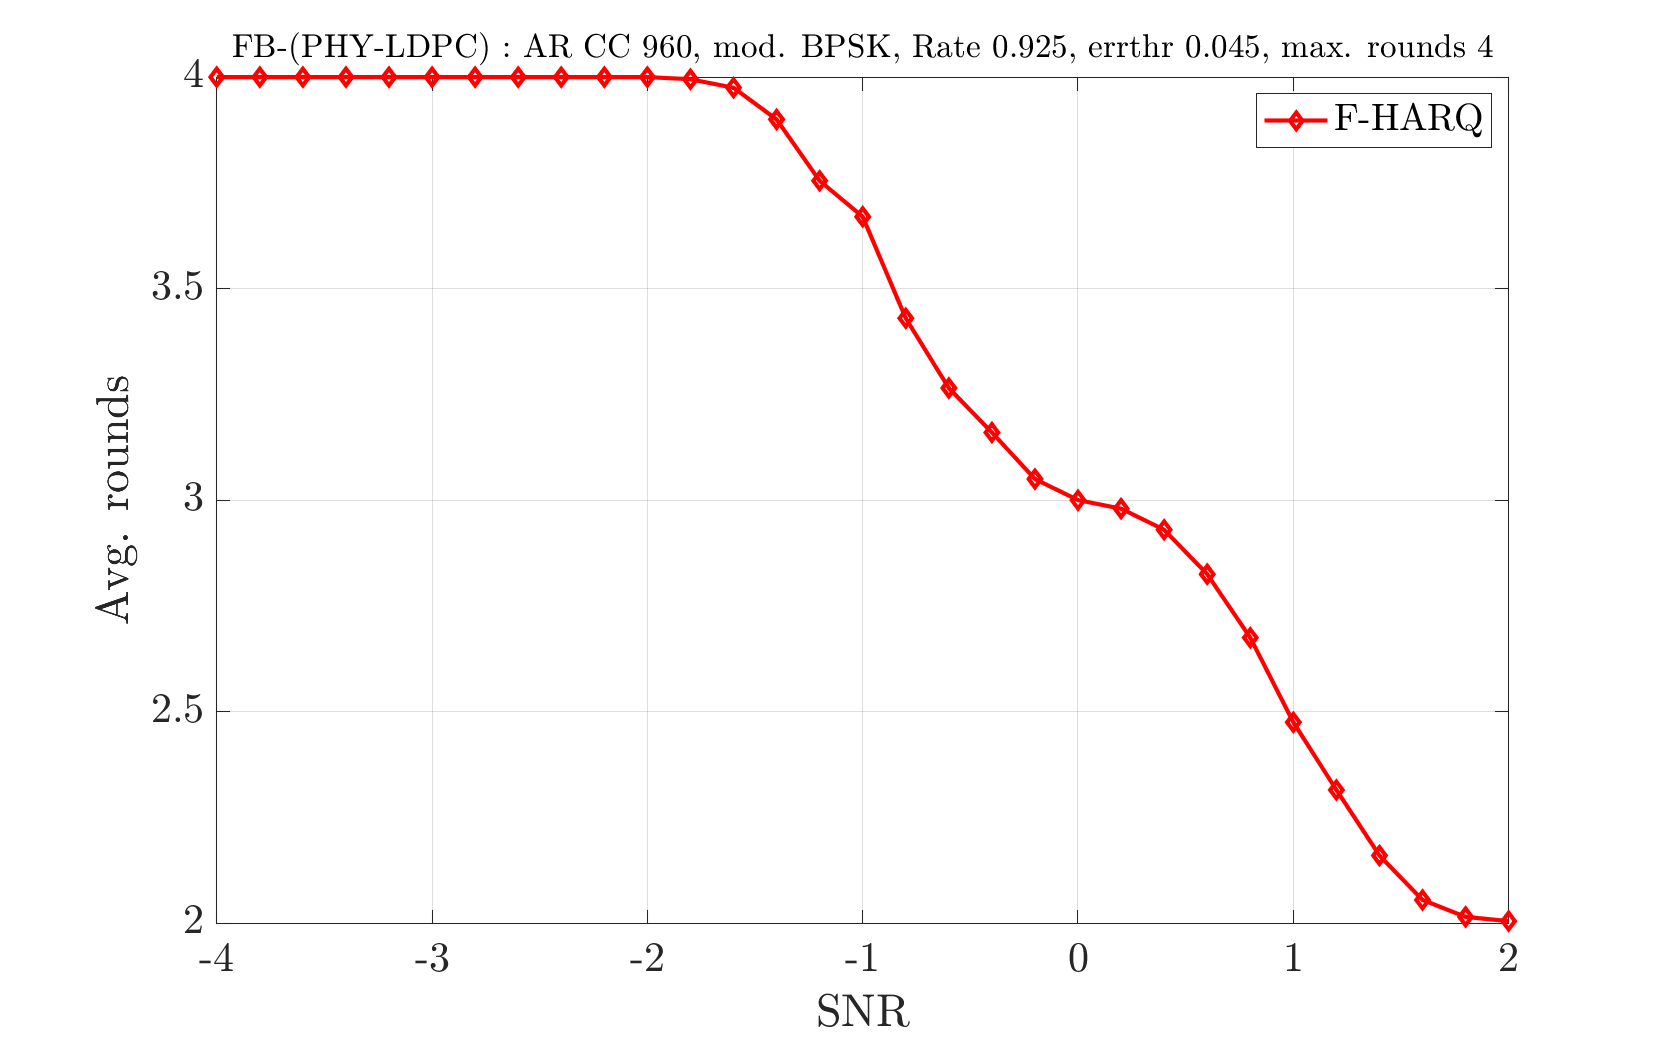 FB-(PHY-LDPC) : AR CC 960, mod. BPSK, Rate 0.925, errthr 0.045, max. rounds 4
F-HARQ
4
3.5
3
2.5
2
Avg. rounds
-4 -3 -2 -1 0 1 2
SNR